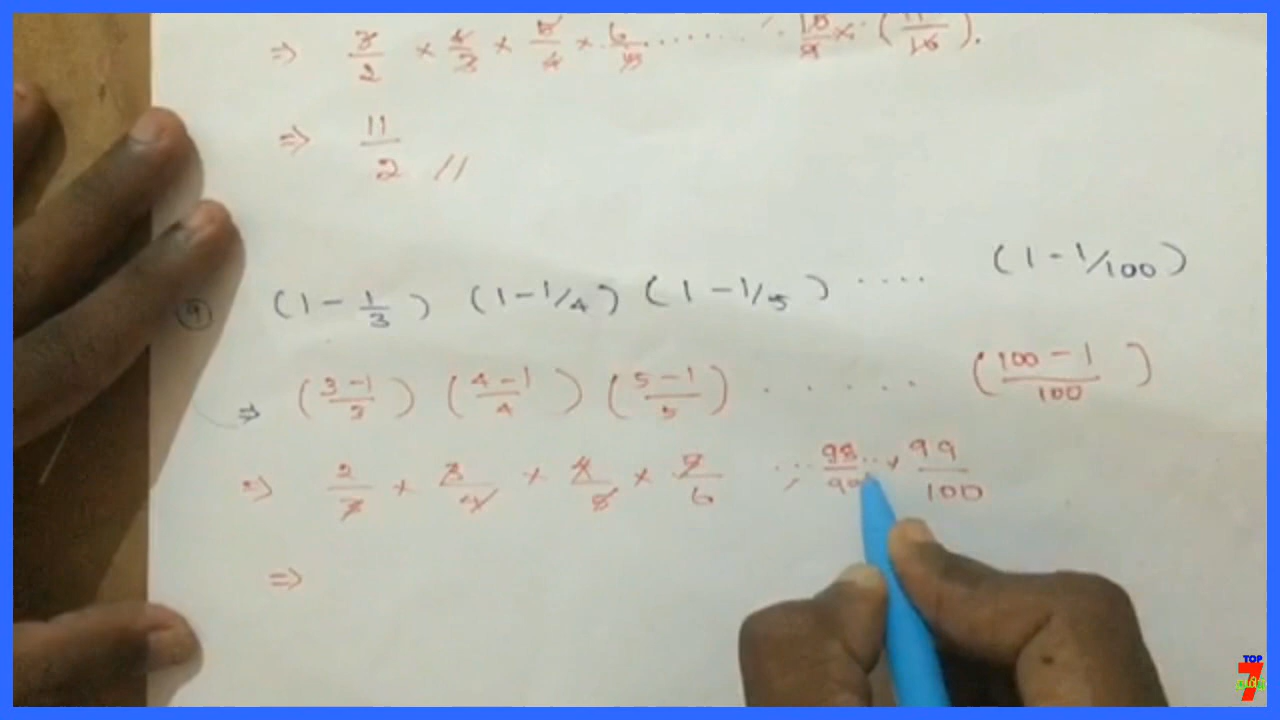 ⇒ 3/2 × 4/3 × 5/4 × 6/5 ....... 10/9 × (11/10).
⇒ 11/2 //
9 (1 - 1/3) (1 - 1/4) (1 - 1/5) .... (1 - 1/100)
⇒ (3-1/3) (4-1/4) (5-1/5) ...... (100-1/100)
⇒ 2/3 × 3/4 × 4/5 × 5/6 ... 98/99 × 99/100
⇒
TOP
7